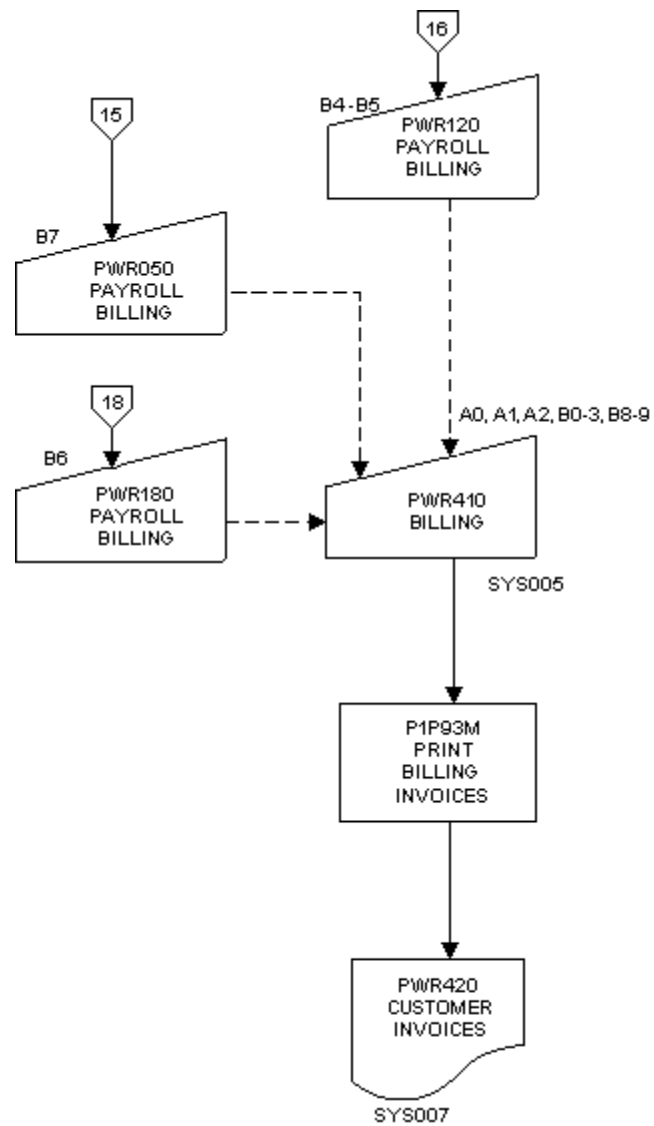 16
B4-B5
PWR120
PAYROLL
BILLING
15
B7
PWR050
PAYROLL
BILLING
18
B6
PWR180
PAYROLL
BILLING
A0, A1, A2, B0-3, B8-9
PWR410
BILLING
SYS005
P1P93M
PRINT
BILLING
INVOICES
PWR420
CUSTOMER
INVOICES
SYS007